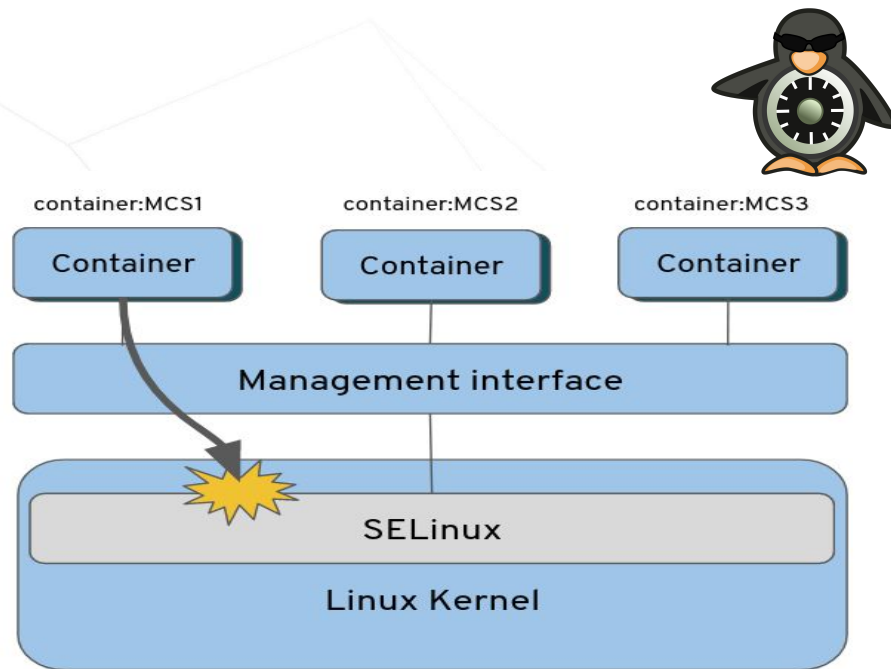 container:MCS1 container:MCS2 container:MCS3
Container Container Container
Management interface
SELinux
Linux Kernel